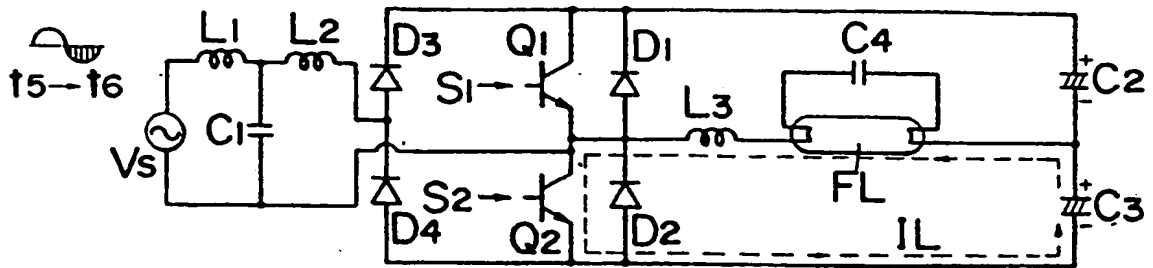 t5→t6
L1
L2
D3
Q1
D1
C4
S1→
L3
C2
+
-
C1
Vs
FL
S2→
D4
Q2
D2
IL
C3
+
-